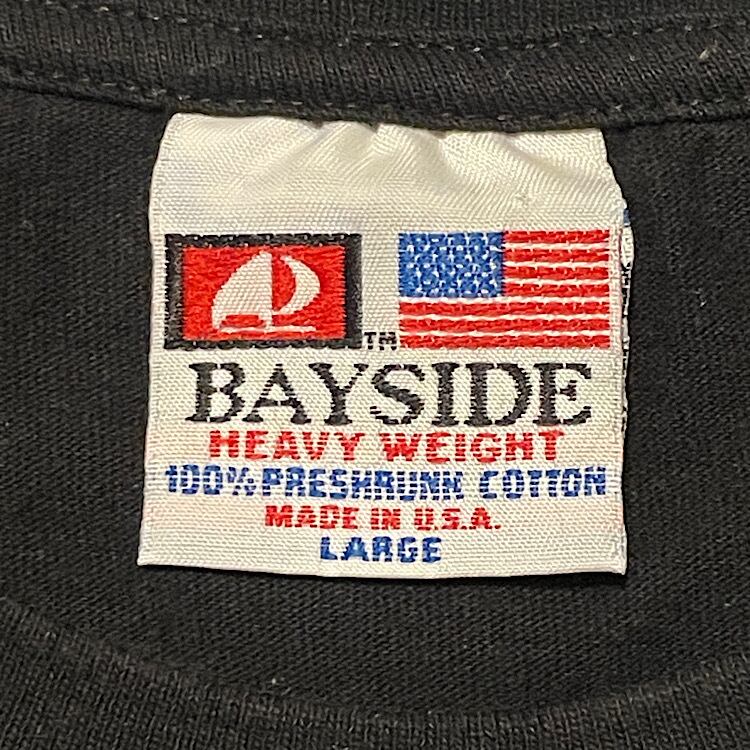 TM
BAYSIDE
HEAVY WEIGHT
100% PRESHRUNK COTTON
MADE IN U.S.A.
LARGE